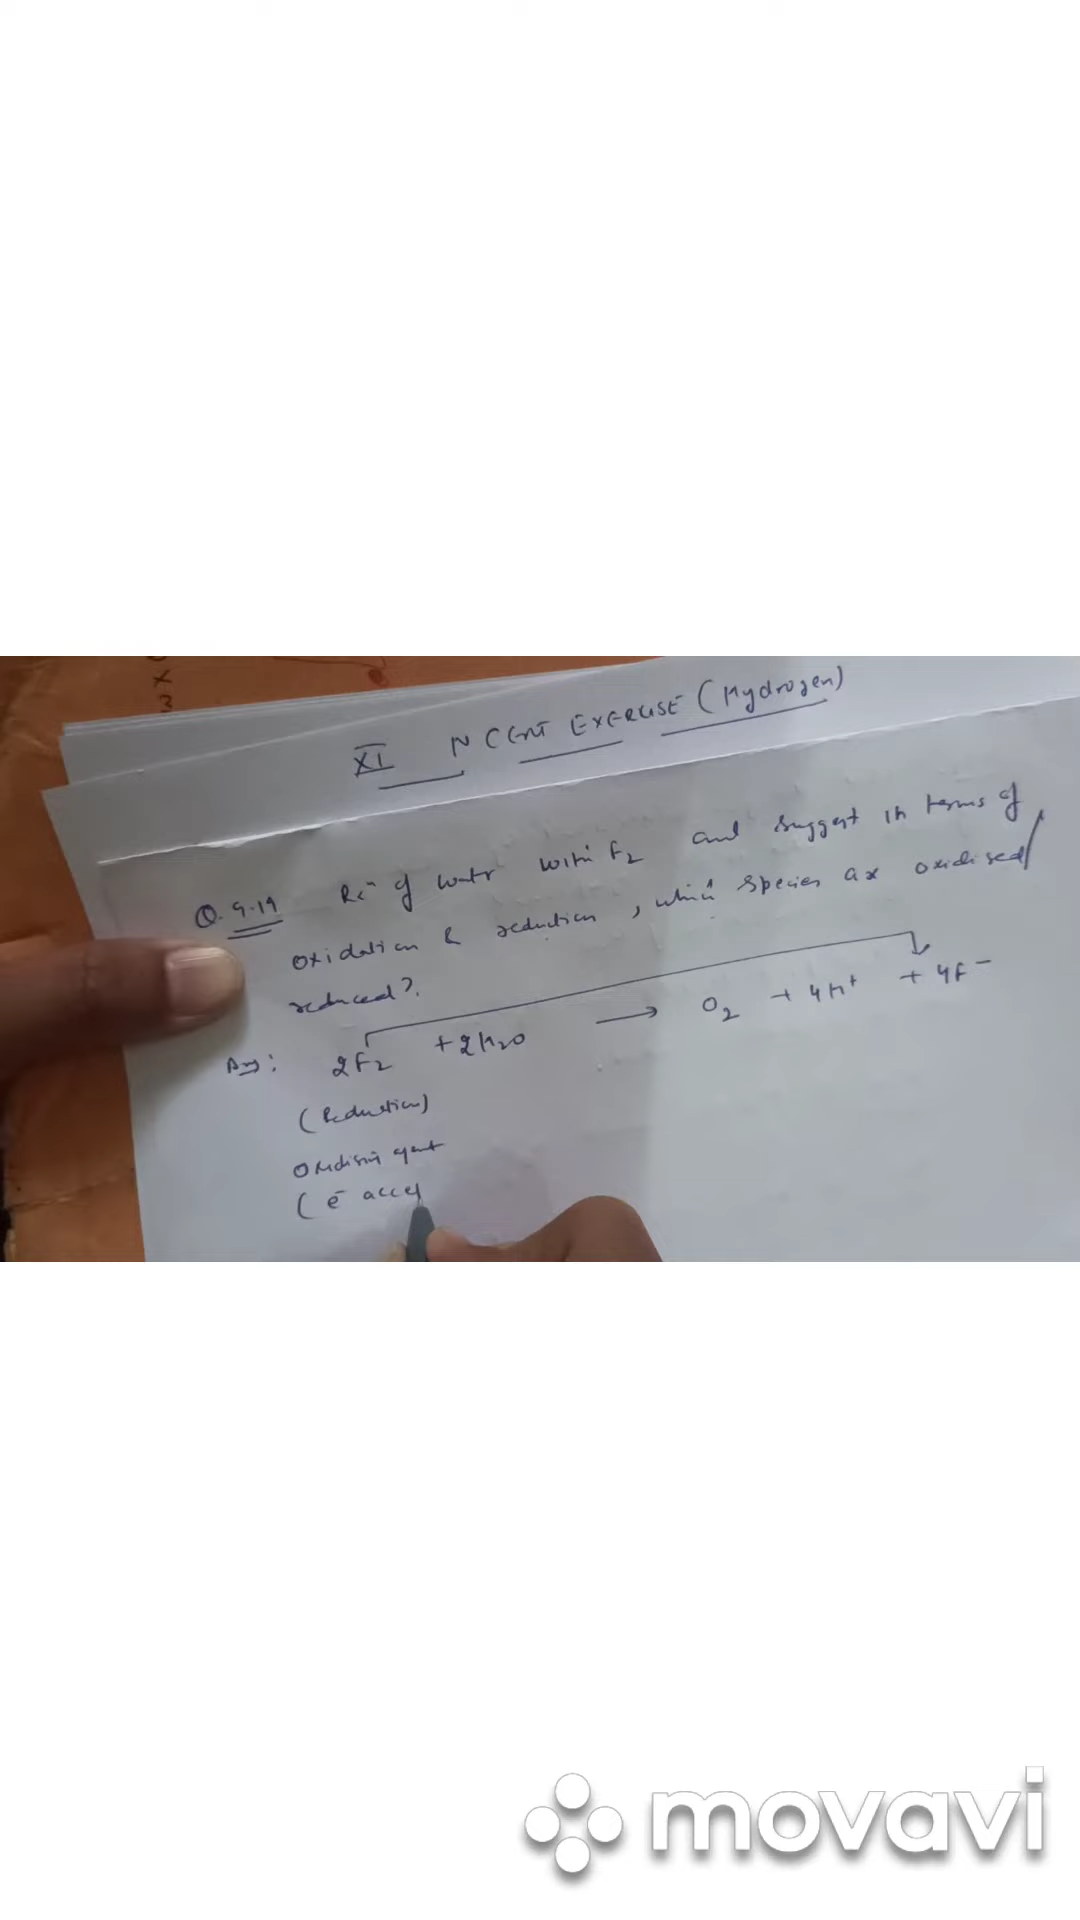 XI NCERT EXERCISE (Hydrogen)
Q. 9.19 Rxn of water with F2 and suggest in terms of
oxidation & reduction, which species are oxidised/
reduced?.
Ans: 2F2 + 2H2O → O2 + 4H+ + 4F−
(Reduction)
Oxidising agent
(e− accep
movavi